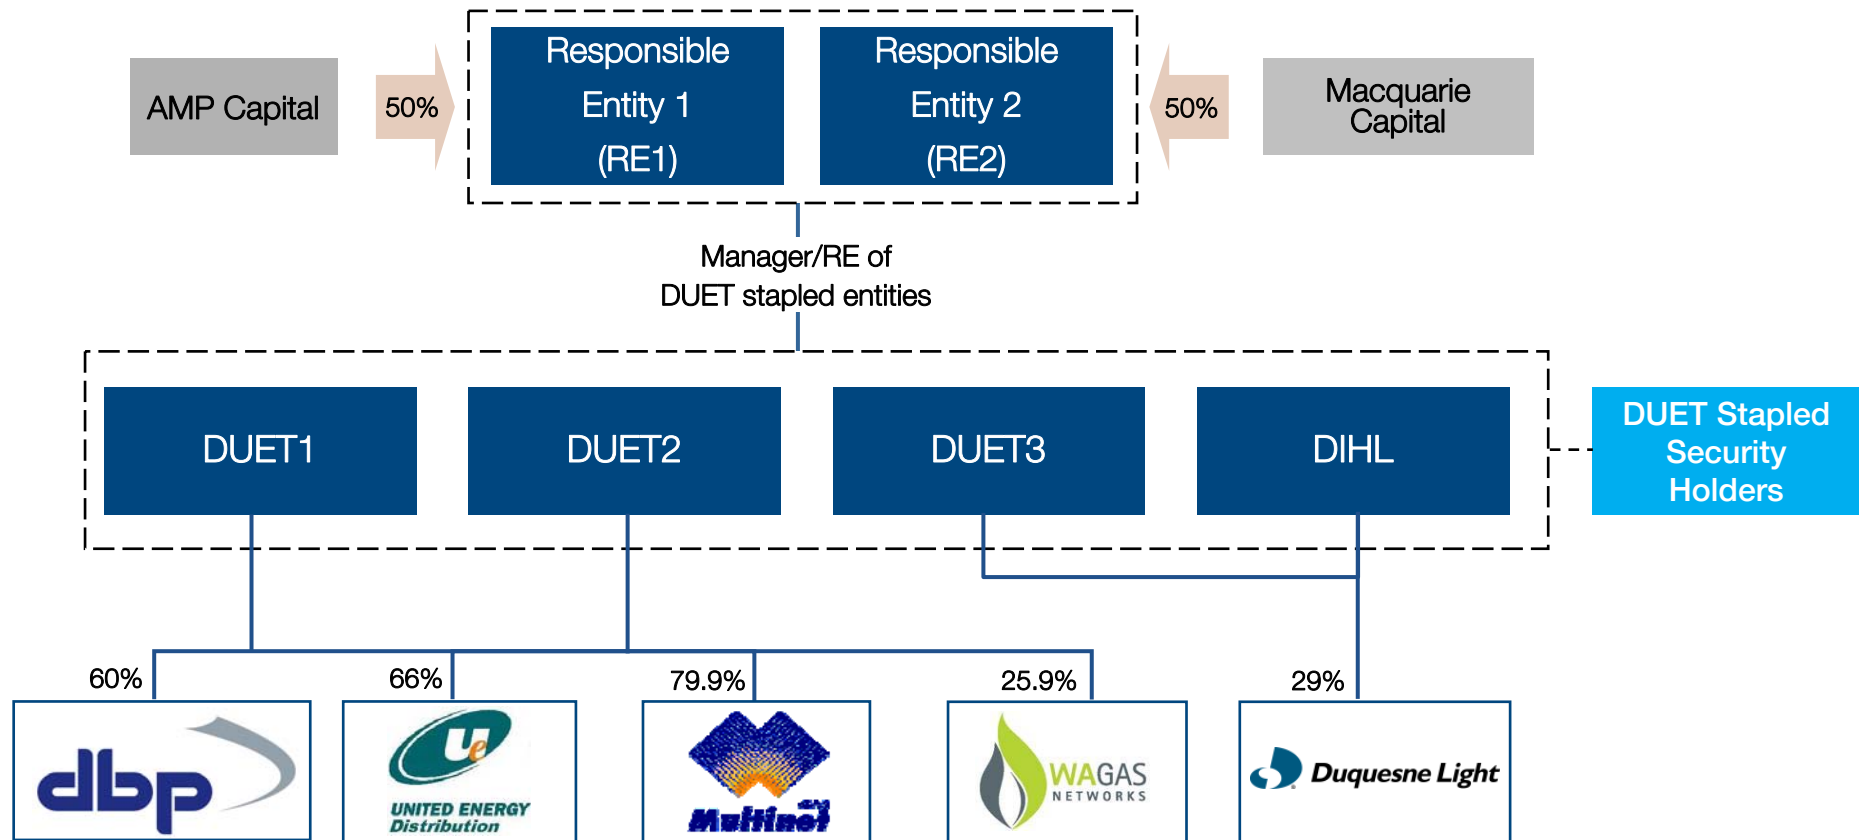 Responsible
Entity 1
(RE1)
Responsible
Entity 2
(RE2)
AMP Capital
50%
50%
Macquarie
Capital
Manager/RE of
DUET stapled entities
DUET1
DUET2
DUET3
DIHL
DUET Stapled
Security
Holders
60%
66%
79.9%
25.9%
29%
dbp
Ue
UNITED ENERGY
Distribution
Multinet
WAGAS
NETWORKS
Duquesne Light